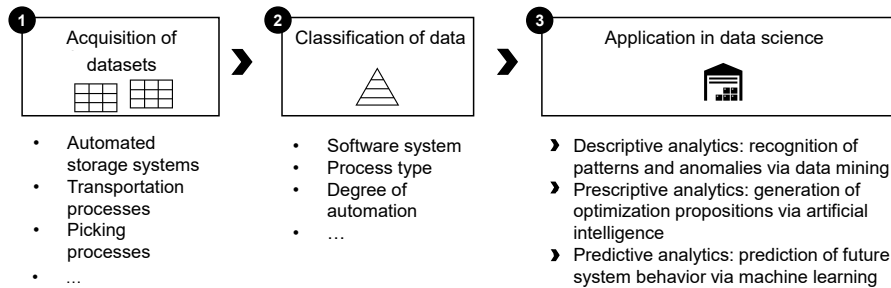 1
Acquisition of
datasets
• Automated
storage systems
• Transportation
processes
• Picking
processes
• ...
2
Classification of data
• Software system
• Process type
• Degree of
automation
• …
3
Application in data science
Descriptive analytics: recognition of
patterns and anomalies via data mining
Prescriptive analytics: generation of
optimization propositions via artificial
intelligence
Predictive analytics: prediction of future
system behavior via machine learning